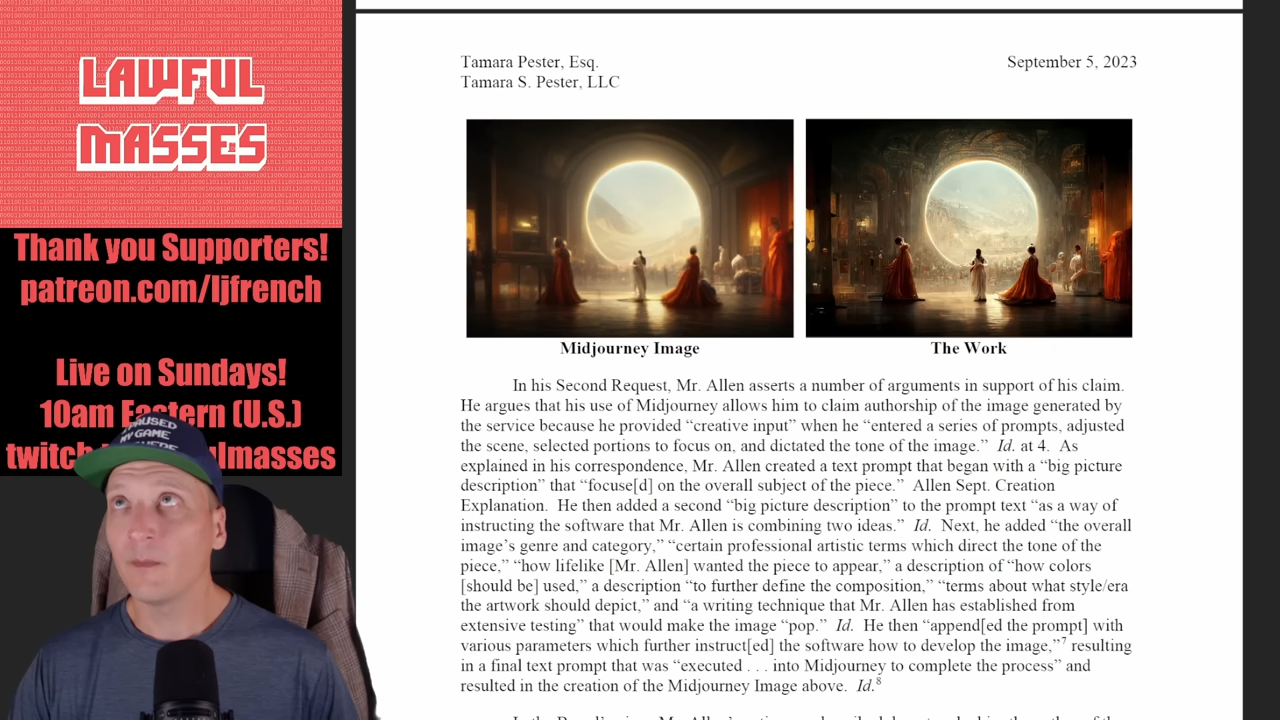 LAWFUL
MASSES
Thank you Supporters!
patreon.com/ljfrench
Live on Sundays!
10am Eastern (U.S.)
PAUSED
MY GAME
Tamara Pester, Esq.
September 5, 2023
Tamara S. Pester, LLC
Midjourney Image
The Work
In his Second Request, Mr. Allen asserts a number of arguments in support of his claim.
He argues that his use of Midjourney allows him to claim authorship of the image generated by
the service because he provided “creative input” when he “entered a series of prompts, adjusted
the scene, selected portions to focus on, and dictated the tone of the image.” Id. at 4. As
explained in his correspondence, Mr. Allen created a text prompt that began with a “big picture
description” that “focuse[d] on the overall subject of the piece.” Allen Sept. Creation
Explanation. He then added a second “big picture description” to the prompt text “as a way of
instructing the software that Mr. Allen is combining two ideas.” Id. Next, he added “the overall
image’s genre and category,” “certain professional artistic terms which direct the tone of the
piece,” “how lifelike [Mr. Allen] wanted the piece to appear,” a description of “how colors
[should be] used,” a description “to further define the composition,” “terms about what style/era
the artwork should depict,” and “a writing technique that Mr. Allen has established from
extensive testing” that would make the image “pop.” Id. He then “append[ed the prompt] with
various parameters which further instruct[ed] the software how to develop the image,”7 resulting
in a final text prompt that was “executed . . . into Midjourney to complete the process” and
resulted in the creation of the Midjourney Image above. Id.8